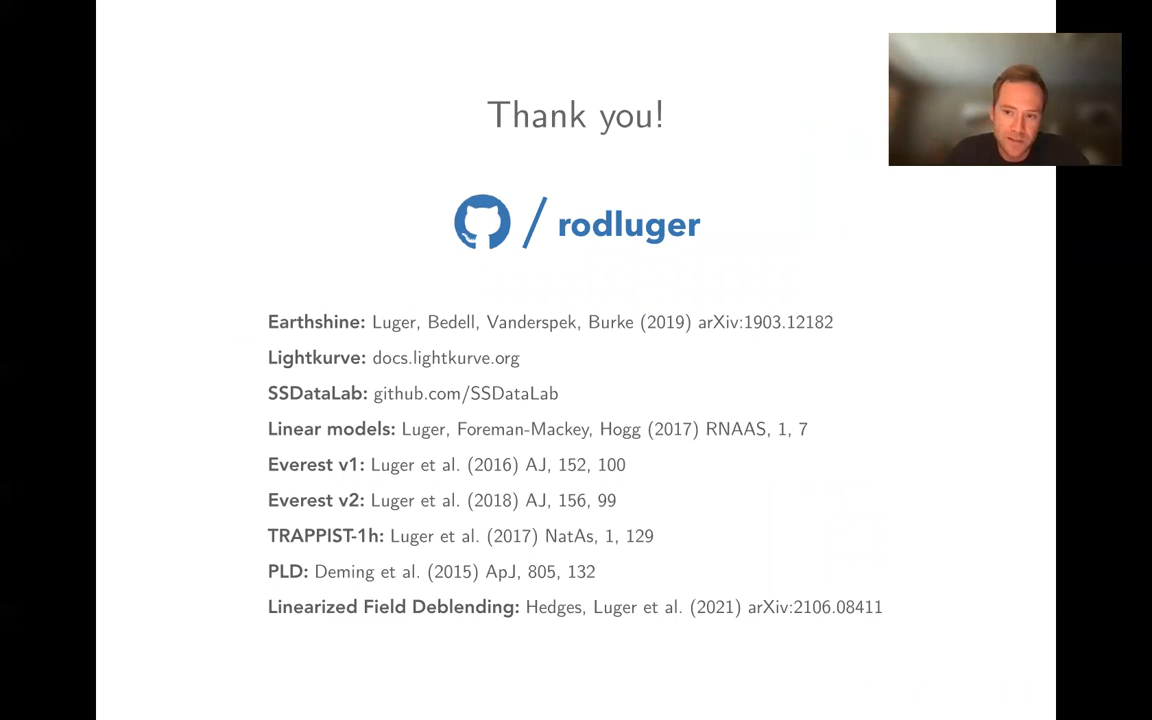 Thank you!
/ rodluger
Earthshine: Luger, Bedell, Vanderspek, Burke (2019) arXiv:1903.12182
Lightkurve: docs.lightkurve.org
SSDataLab: github.com/SSDataLab
Linear models: Luger, Foreman-Mackey, Hogg (2017) RNAAS, 1, 7
Everest v1: Luger et al. (2016) AJ, 152, 100
Everest v2: Luger et al. (2018) AJ, 156, 99
TRAPPIST-1h: Luger et al. (2017) NatAs, 1, 129
PLD: Deming et al. (2015) ApJ, 805, 132
Linearized Field Deblending: Hedges, Luger et al. (2021) arXiv:2106.08411